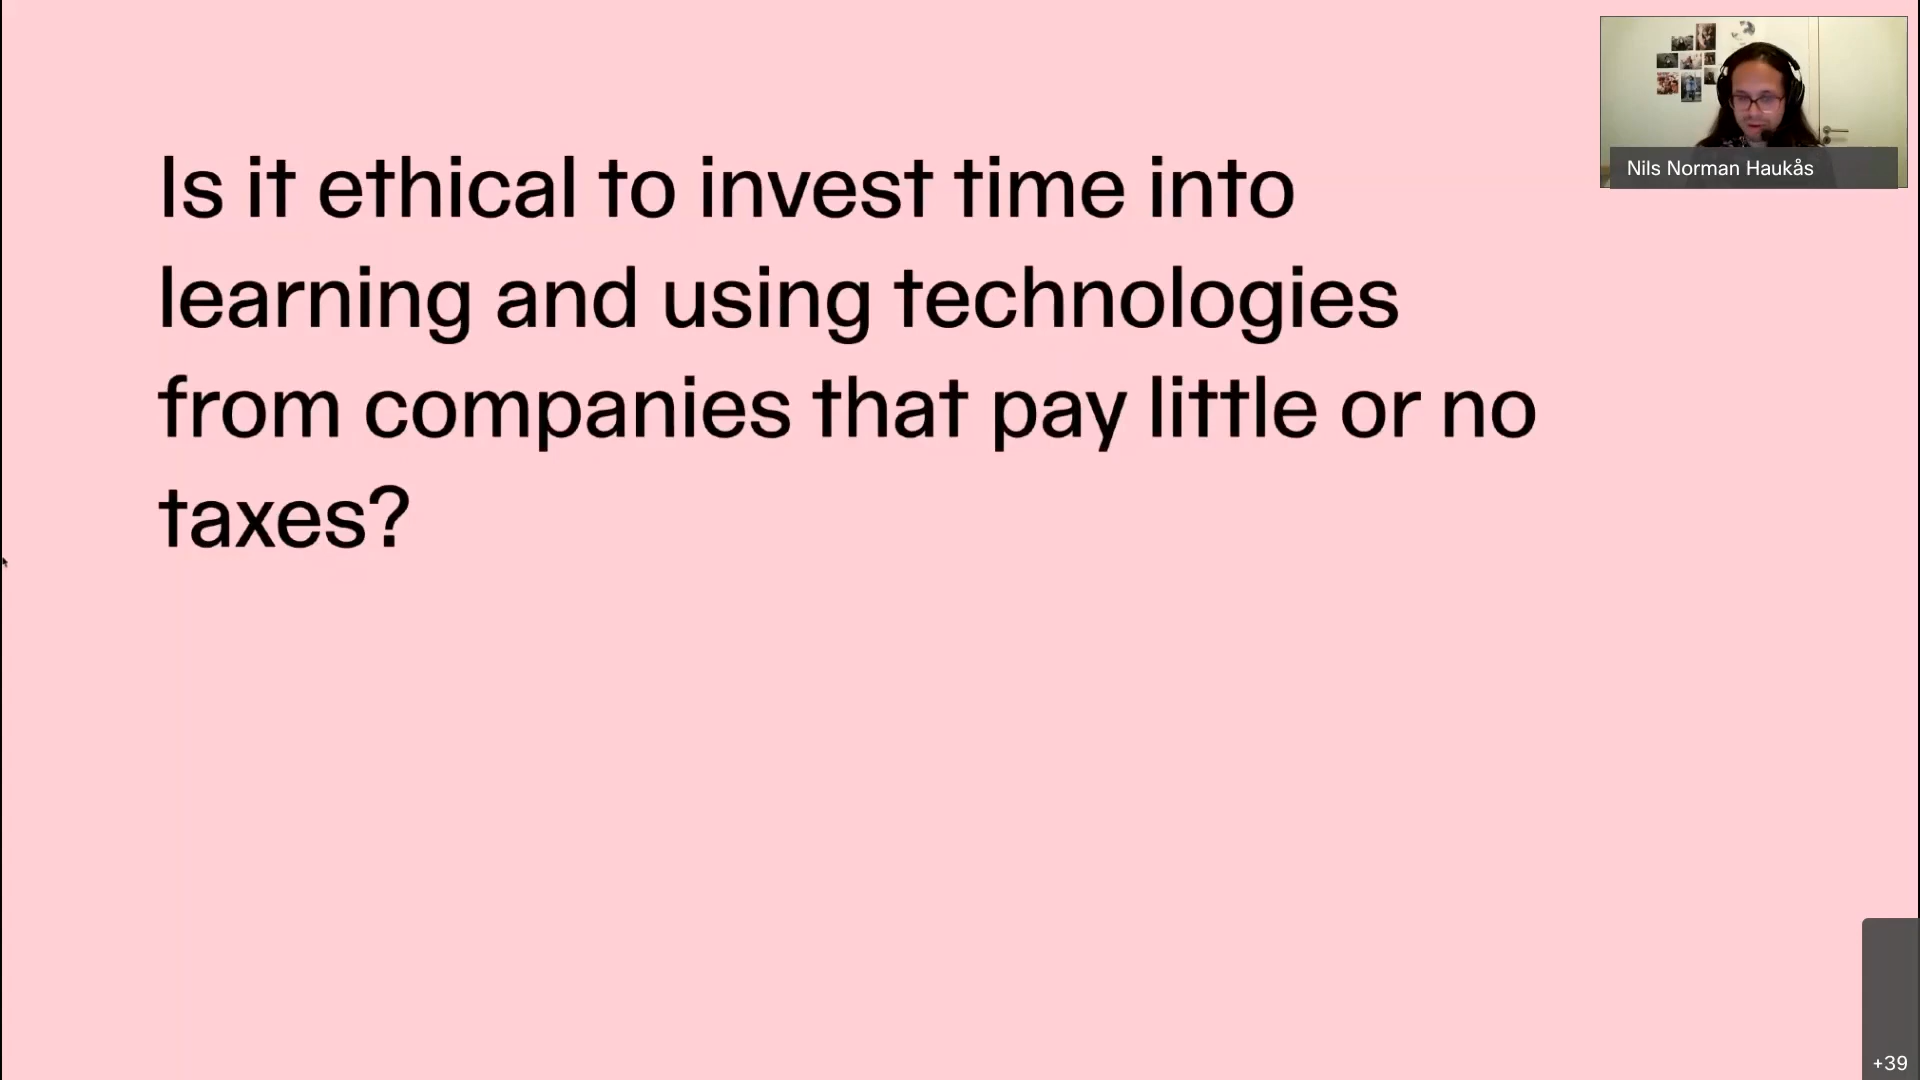 Is it ethical to invest time into
learning and using technologies
from companies that pay little or no
taxes?
Nils Norman Haukås
+39